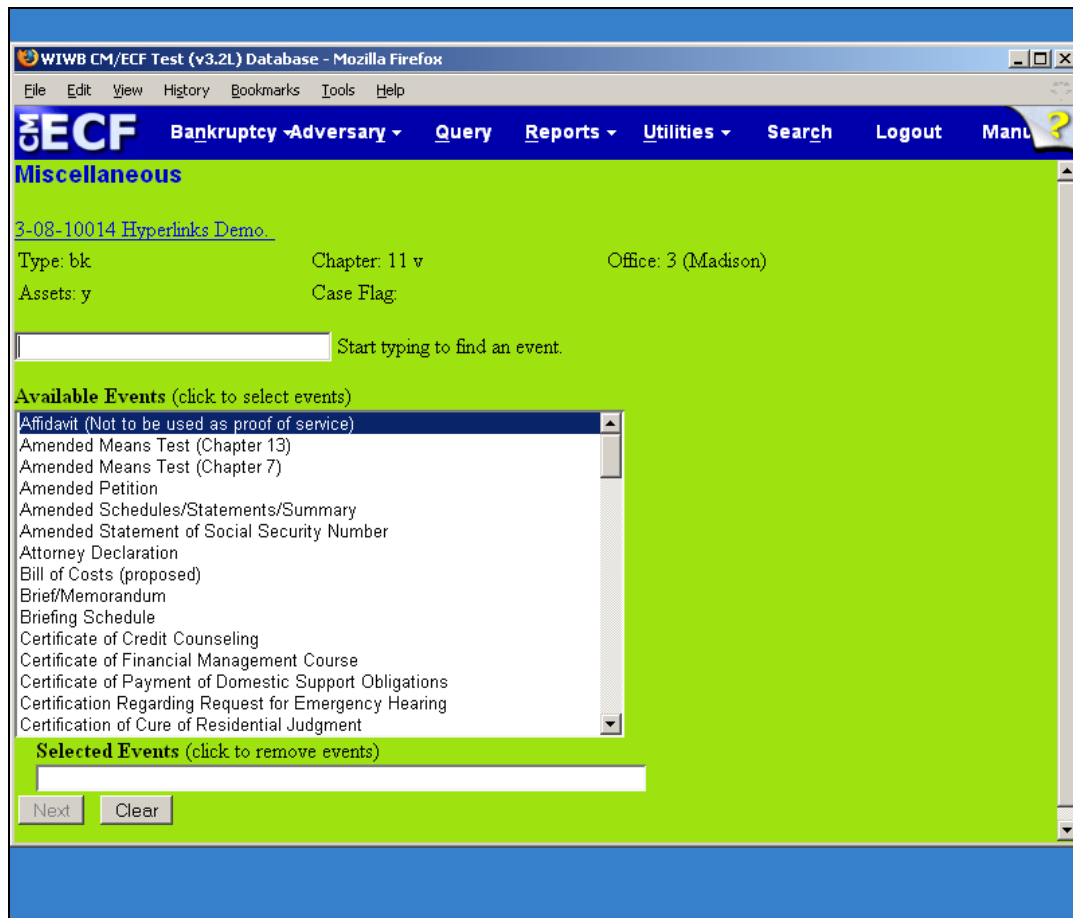 WIWB CM/ECF Test (v3.2L) Database - Mozilla Firefox
File Edit View History Bookmarks Tools Help
CM ECF Bankruptcy Adversary Query Reports Utilities Search Logout Manu ?
Miscellaneous
3-08-10014 Hyperlinks Demo.
Type: bk Chapter: 11 v Office: 3 (Madison)
Assets: y Case Flag:
Start typing to find an event.
Available Events (click to select events)
Affidavit (Not to be used as proof of service)
Amended Means Test (Chapter 13)
Amended Means Test (Chapter 7)
Amended Petition
Amended Schedules/Statements/Summary
Amended Statement of Social Security Number
Attorney Declaration
Bill of Costs (proposed)
Brief/Memorandum
Briefing Schedule
Certificate of Credit Counseling
Certificate of Financial Management Course
Certificate of Payment of Domestic Support Obligations
Certification Regarding Request for Emergency Hearing
Certification of Cure of Residential Judgment
Selected Events (click to remove events)
Next Clear